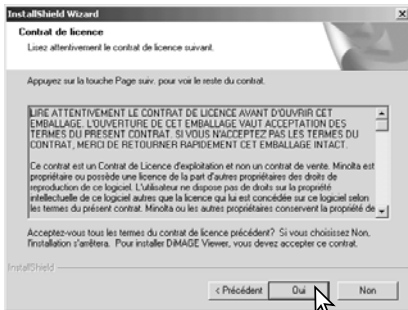 InstallShield Wizard
Contrat de licence
Lisez attentivement le contrat de licence suivant.
Appuyez sur la touche Page suiv. pour voir le reste du contrat.
LIRE ATTENTIVEMENT LE CONTRAT DE LICENCE AVANT D'OUVRIR CET
EMBALLAGE. L'OUVERTURE DE CET EMBALLAGE VAUT ACCEPTATION DES
TERMES DU PRESENT CONTRAT. SI VOUS N'ACCEPTEZ PAS LES TERMES DU
CONTRAT, MERCI DE RETOURNER RAPIDEMENT CET EMBALLAGE INTACT.
Ce contrat est un Contrat de Licence d'exploitation et non un contrat de vente. Minolta est
propriétaire ou possède une licence de la part d'autres propriétaires des droits de
reproduction de ce logiciel. L'utilisateur ne dispose pas de droits sur la propriété
intellectuelle de ce logiciel autres que la licence qui lui est concédée sur ce logiciel selon
les termes du présent contrat. Minolta ou les autres propriétaires conservent la propriété de
Acceptez-vous tous les termes du contrat de licence précédent? Si vous choisissez Non,
l'installation s'arrêtera. Pour installer DiMAGE Viewer, vous devez accepter ce contrat.
InstallShield
< Précédent
Oui
Non